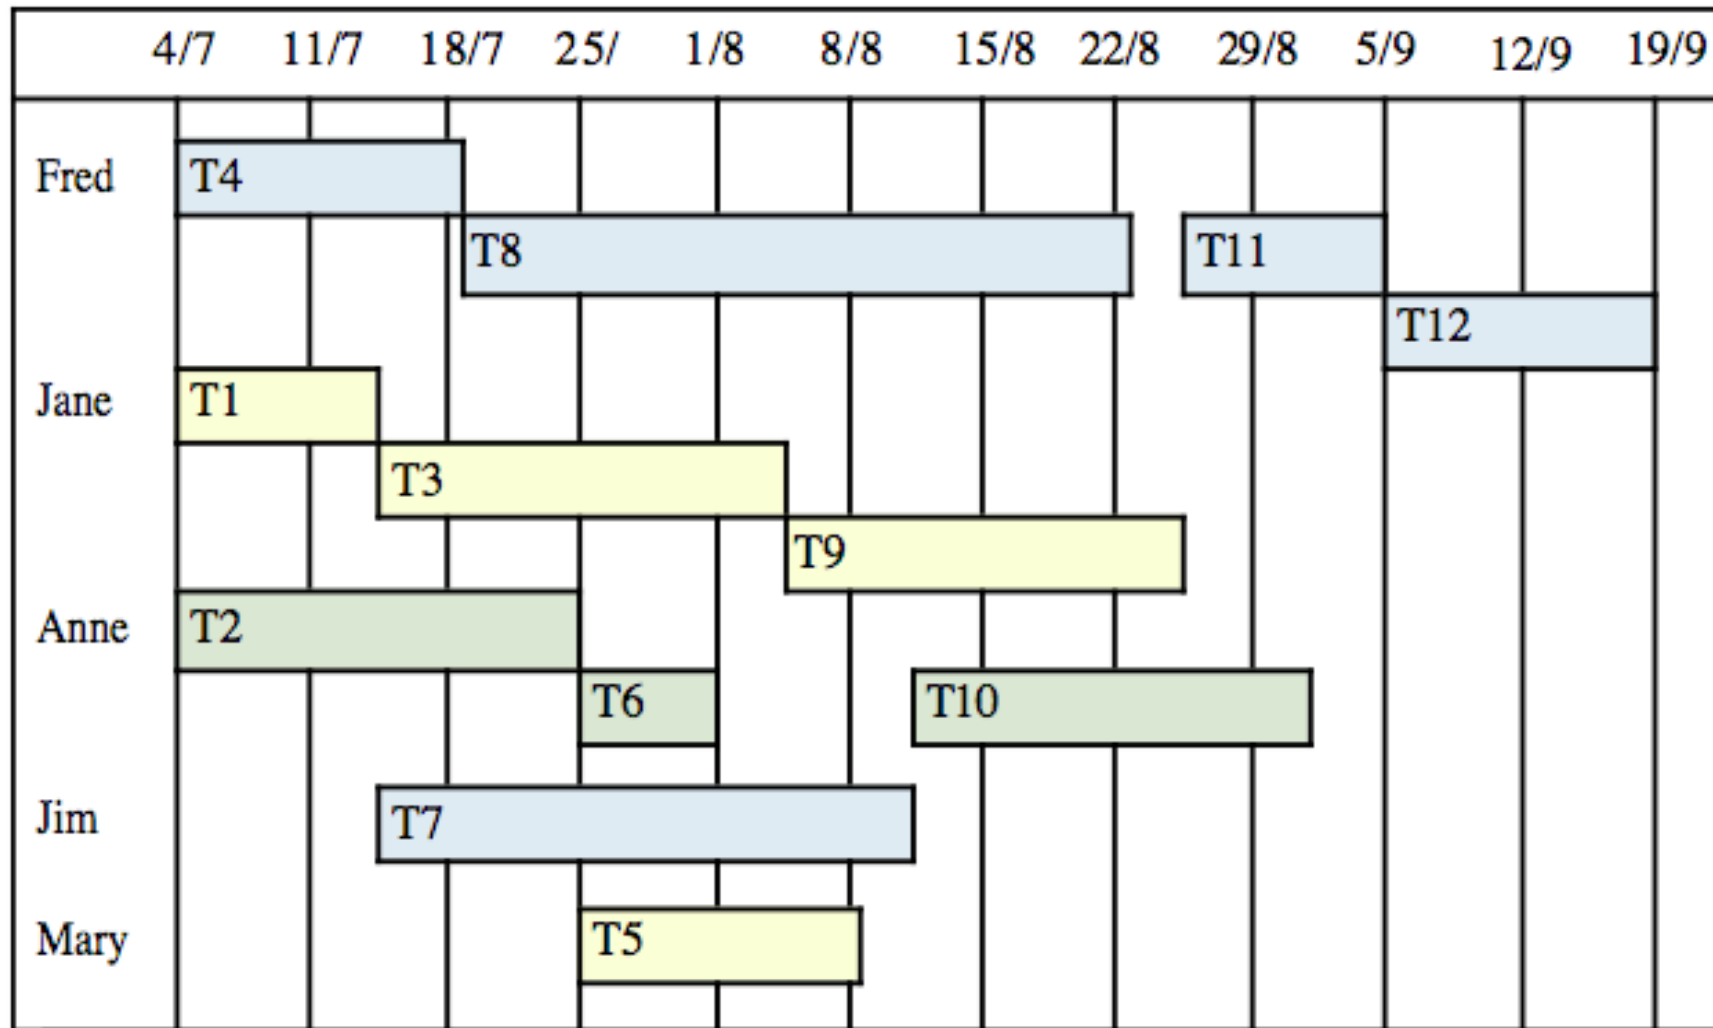 4/7 11/7 18/7 25/ 1/8 8/8 15/8 22/8 29/8 5/9 12/9 19/9
Fred T4
T8 T11
T12
Jane T1
T3
T9
Anne T2
T6 T10
Jim T7
Mary T5